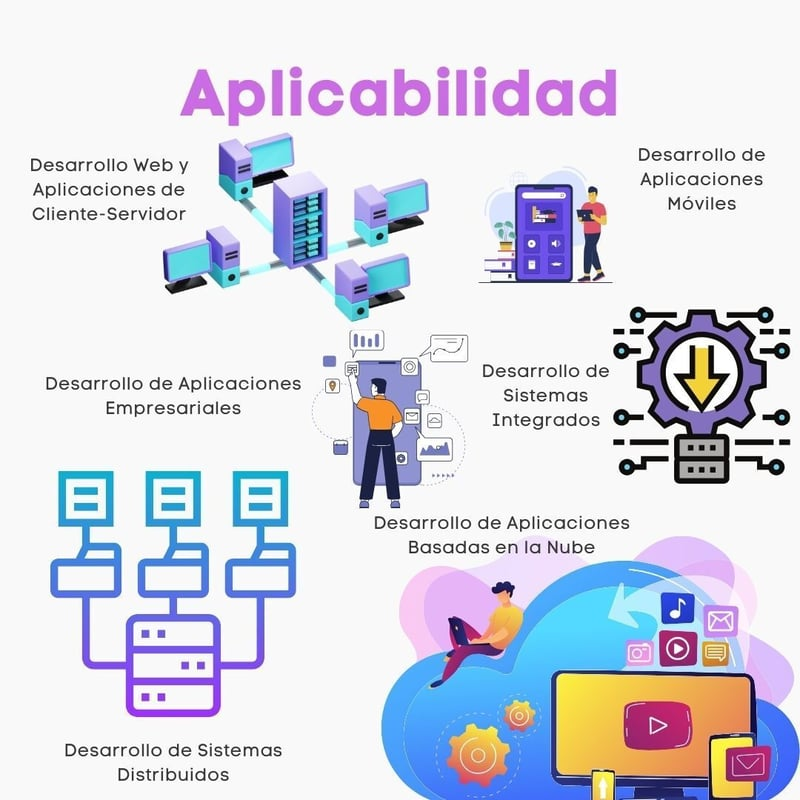 Aplicabilidad
Desarrollo Web y
Aplicaciones de
Cliente-Servidor
Desarrollo de
Aplicaciones
Móviles
Desarrollo de Aplicaciones
Empresariales
Desarrollo de
Sistemas
Integrados
Desarrollo de Aplicaciones
Basadas en la Nube
Desarrollo de Sistemas
Distribuidos